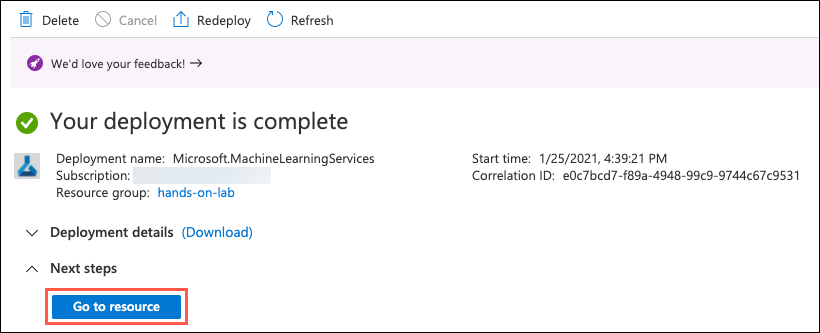 Delete Cancel Redeploy Refresh
We'd love your feedback! →
Your deployment is complete
Deployment name: Microsoft.MachineLearningServices Start time: 1/25/2021, 4:39:21 PM
Subscription: Correlation ID: e0c7bcd7-f89a-4948-99c9-9744c67c9531
Resource group: hands-on-lab
Deployment details (Download)
Next steps
Go to resource